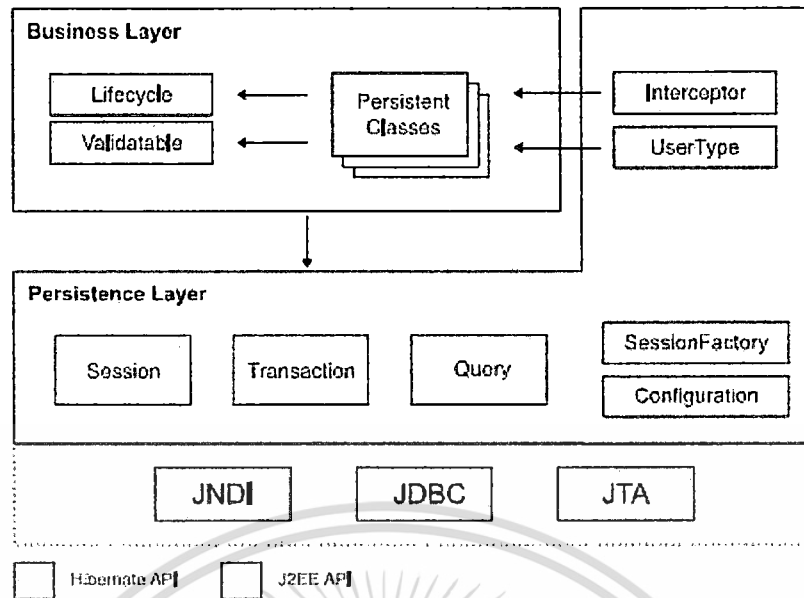 Business Layer
Lifecycle
Validatable
Persistent
Classes
Interceptor
UserType
Persistence Layer
Session
Transaction
Query
SessionFactory
Configuration
JNDI
JDBC
JTA
Hibernate API
J2EE API